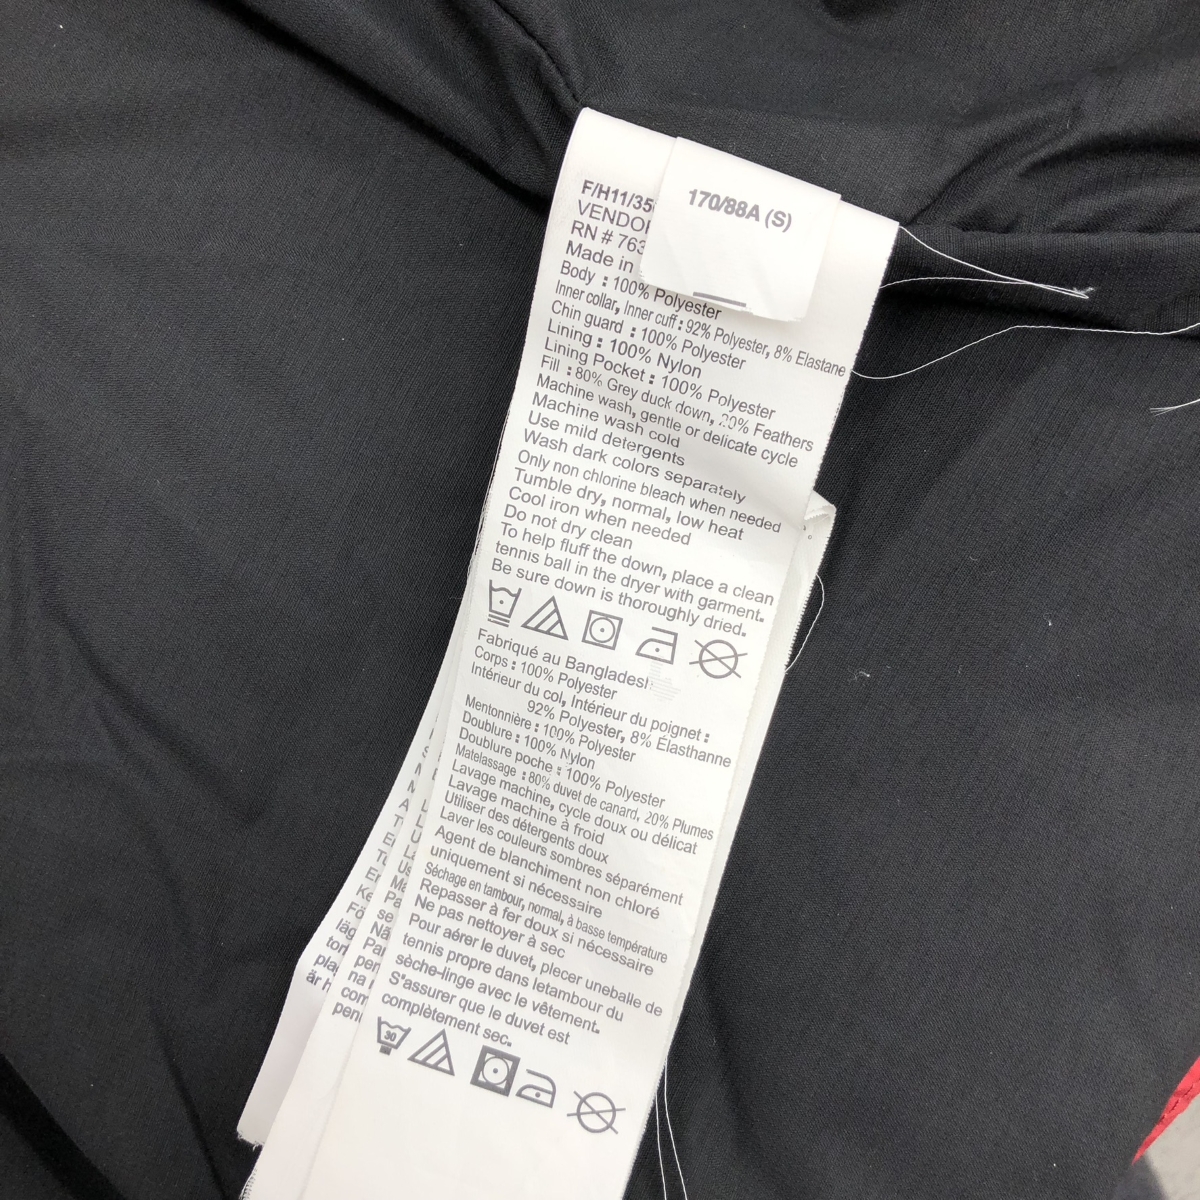 170/88A (S)
F/H11/35
VENDO
RN # 763
Made in
Body : 100% Polyester
Inner collar, Inner cuff : 92% Polyester, 8% Elastane
Chin guard : 100% Polyester
Lining : 100% Nylon
Lining Pocket : 100% Polyester
Fill : 80% Grey duck down, 20% Feathers
Machine wash, gentle or delicate cycle
Machine wash cold
Use mild detergents
Wash dark colors separately
Only non chlorine bleach when needed
Tumble dry, normal, low heat
Cool iron when needed
Do not dry clean
To help fluff the down, place a clean
tennis ball in the dryer with garment.
Be sure down is thoroughly dried.
Fabriqué au Bangladesh
Corps : 100% Polyester
Intérieur du col, Intérieur du poignet :
92% Polyester, 8% Élasthanne
Mentonnière : 100% Polyester
Doublure : 100% Nylon
Doublure poche : 100% Polyester
Matelassage : 80% duvet de canard, 20% Plumes
Lavage machine, cycle doux ou délicat
Lavage machine à froid
Utiliser des détergents doux
Laver les couleurs sombres séparément
Agent de blanchiment non chloré
uniquement si nécessaire
Séchage en tambour, normal, à basse température
Repasser à fer doux si nécessaire
Ne pas nettoyer à sec
Pour aérer le duvet, plecer uneballe de
tennis propre dans letambour du
sèche-linge avec le vêtement.
S'assurer que le duvet est
complètement sec.
30